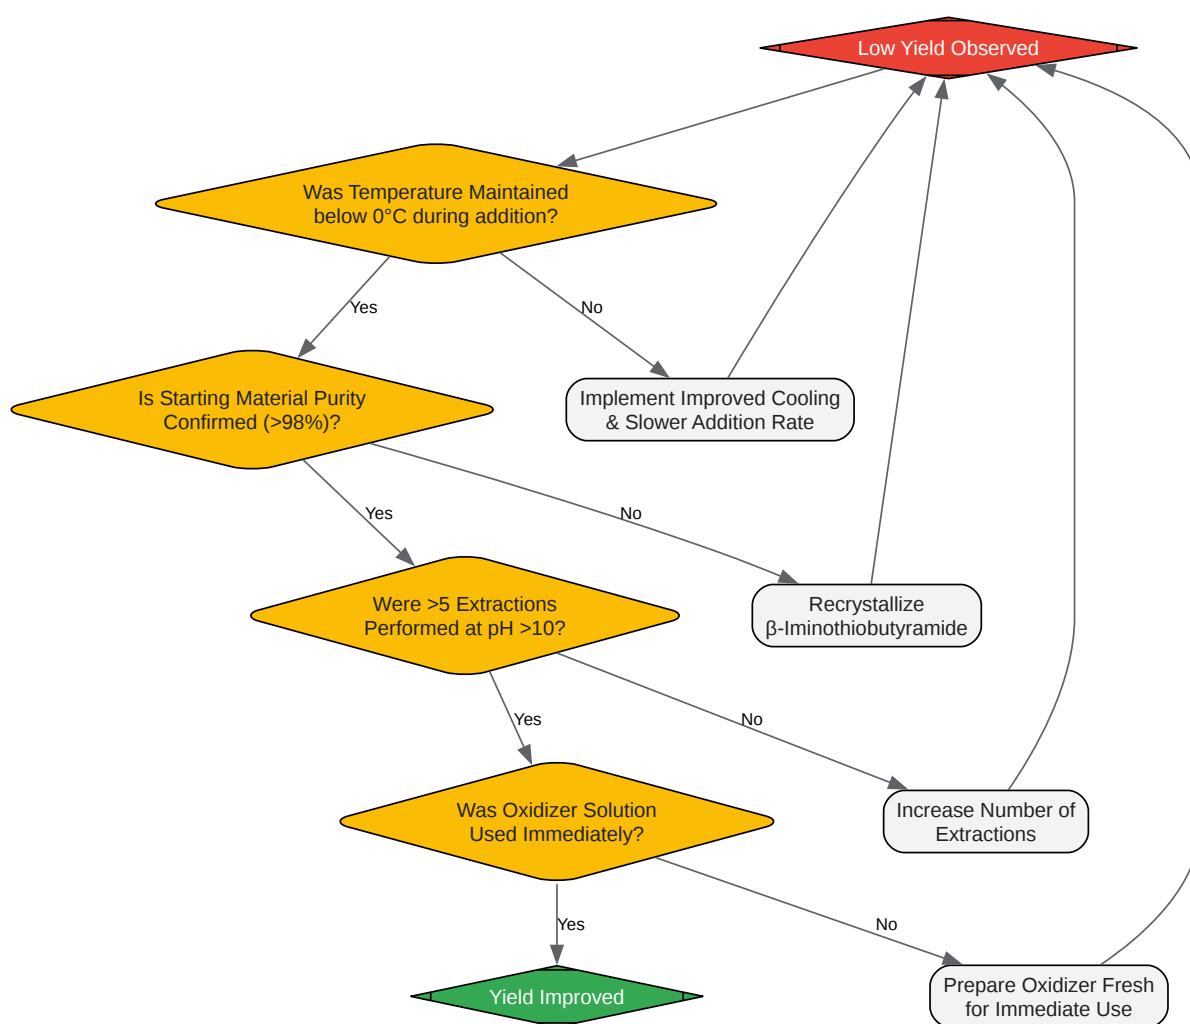 Low Yield Observed
Was Temperature Maintained
below 0°C during addition?
Yes
No
Is Starting Material Purity
Confirmed (>98%)?
Implement Improved Cooling
& Slower Addition Rate
Yes
No
Were >5 Extractions
Performed at pH >10?
Recrystallize
β-Iminothiobutyramide
Yes
No
Was Oxidizer Solution
Used Immediately?
Increase Number of
Extractions
Yes
No
Yield Improved
Prepare Oxidizer Fresh
for Immediate Use